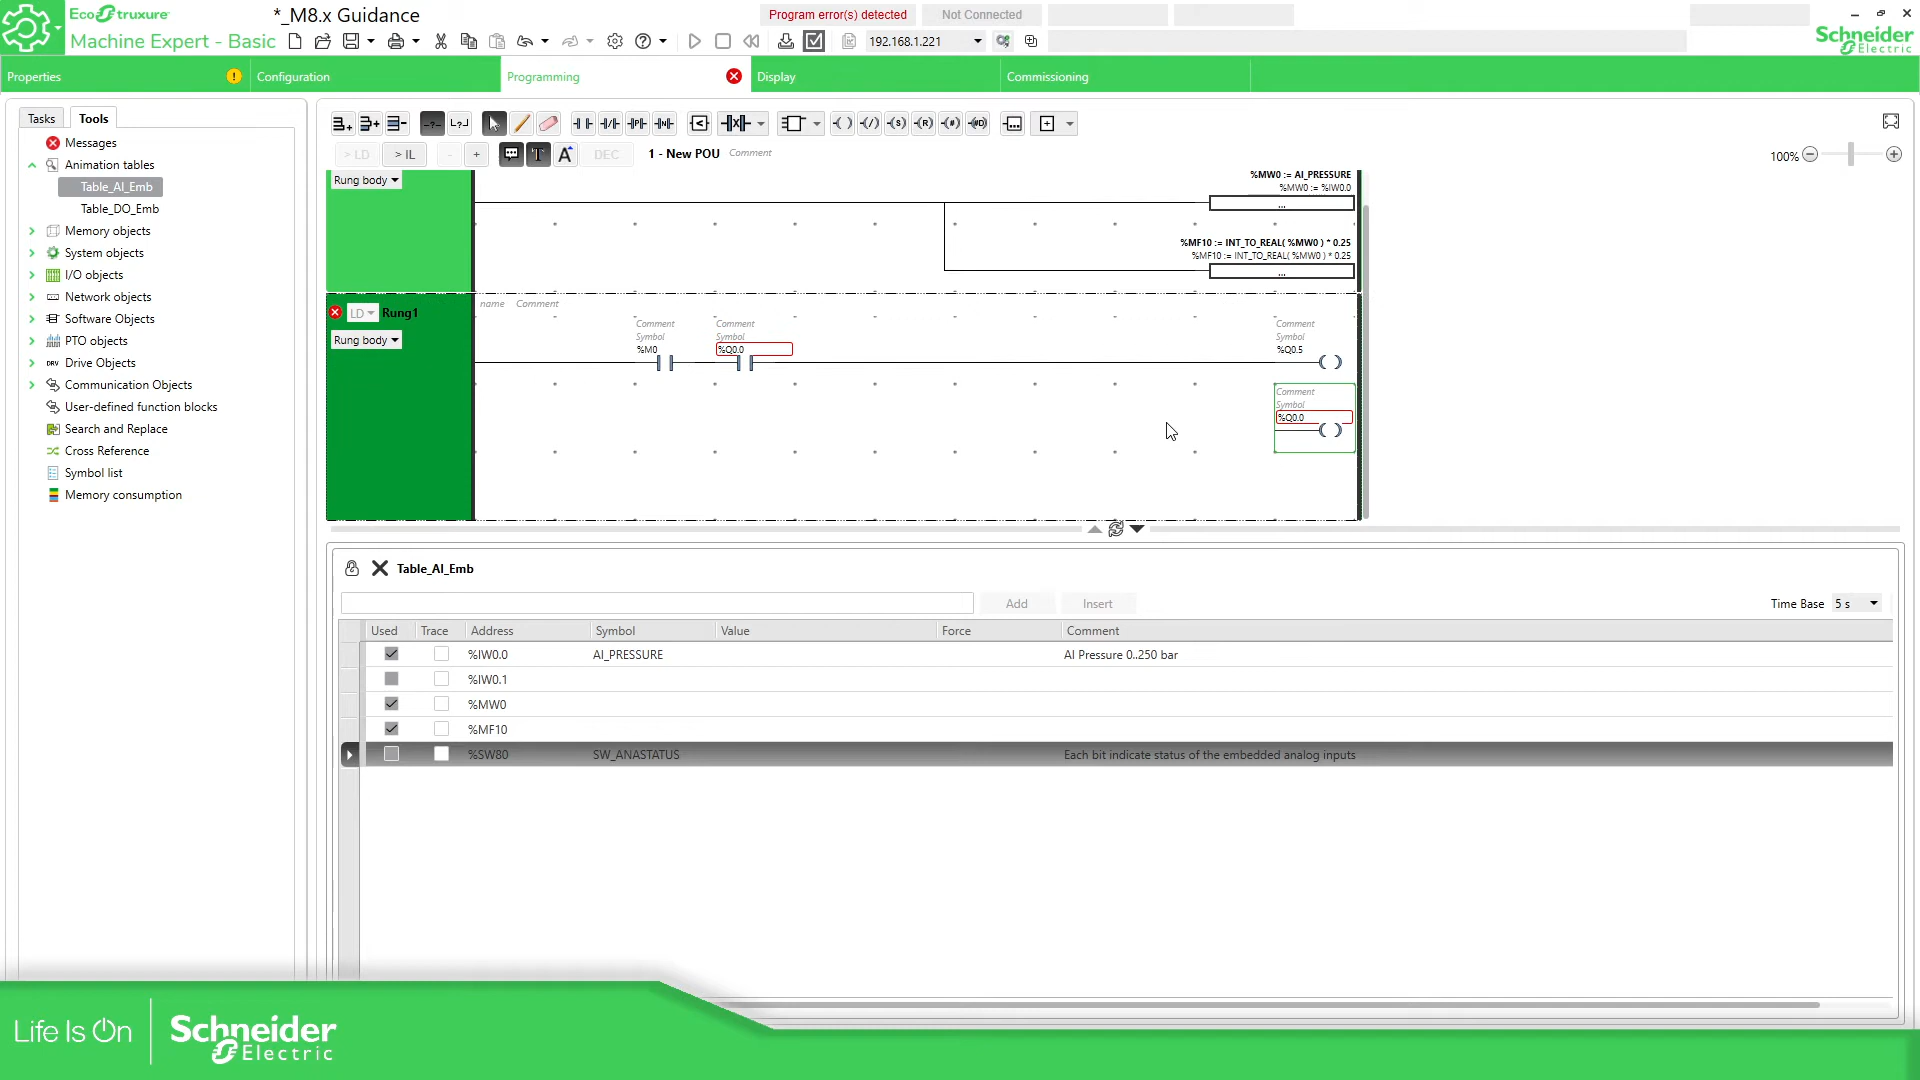 EcoStruxure
Machine Expert - Basic
*_M8.x Guidance
Program error(s) detected
Not Connected
Schneider
Electric
192.168.1.221
Properties
Configuration
Programming
Display
Commissioning
Tasks
Tools
Messages
Animation tables
Table_AI_Emb
Table_DO_Emb
Memory objects
System objects
I/O objects
Network objects
Software Objects
PTO objects
DRV Drive Objects
Communication Objects
User-defined function blocks
Search and Replace
Cross Reference
Symbol list
Memory consumption
> LD
> IL
-
+
T
A
DEC
1 - New POU
Comment
100%
Rung body
%MW0 := AI_PRESSURE
%MW0 := %IW0.0
...
%MF10 := INT_TO_REAL( %MW0 ) * 0.25
%MF10 := INT_TO_REAL( %MW0 ) * 0.25
...
LD Rung1
name Comment
Rung body
Comment
Symbol
%M0
Comment
Symbol
%Q0.0
Comment
Symbol
%Q0.5
Comment
Symbol
%Q0.0
Table_AI_Emb
Add
Insert
Time Base 5 s
Used Trace Address Symbol Value Force Comment
%IW0.0 AI_PRESSURE AI Pressure 0..250 bar
%IW0.1
%MW0
%MF10
%SW80 SW_ANASTATUS Each bit indicate status of the embedded analog inputs
Life Is On
Schneider
Electric